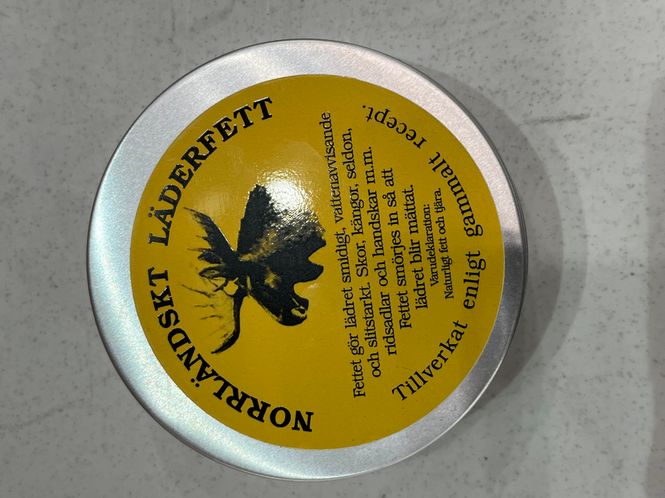 NORRLÄNDSKT LÄDERFETT
Fettet gör lädret smidigt, vattenavvisande
och slitstarkt. Skor, kängor, seldon,
ridsadlar och handskar m.m.
Fettet smörjes in så att
lädret blir mättat.
Varudeklaration:
Naturligt fett och tjära.
Tillverkat enligt gammalt recept.